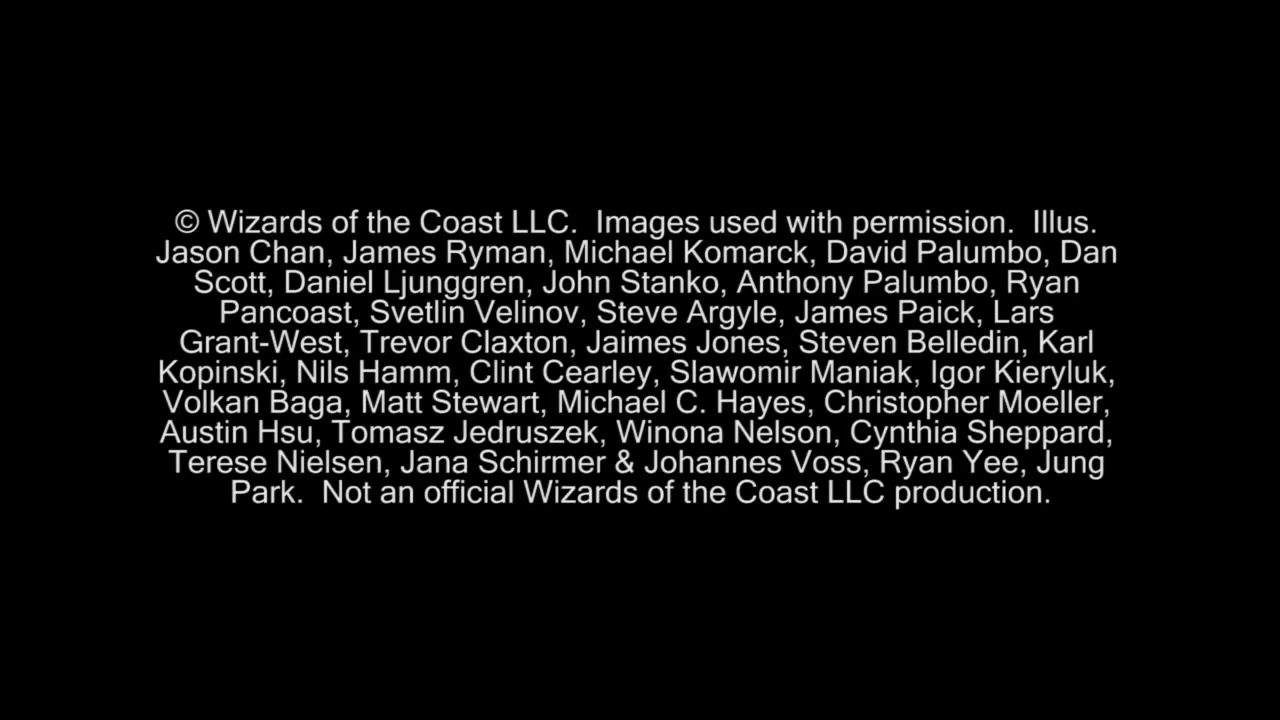 © Wizards of the Coast LLC.  Images used with permission.  Illus.
Jason Chan, James Ryman, Michael Komarck, David Palumbo, Dan
Scott, Daniel Ljunggren, John Stanko, Anthony Palumbo, Ryan
Pancoast, Svetlin Velinov, Steve Argyle, James Paick, Lars
Grant-West, Trevor Claxton, Jaimes Jones, Steven Belledin, Karl
Kopinski, Nils Hamm, Clint Cearley, Slawomir Maniak, Igor Kieryluk,
Volkan Baga, Matt Stewart, Michael C. Hayes, Christopher Moeller,
Austin Hsu, Tomasz Jedruszek, Winona Nelson, Cynthia Sheppard,
Terese Nielsen, Jana Schirmer & Johannes Voss, Ryan Yee, Jung
Park.  Not an official Wizards of the Coast LLC production.